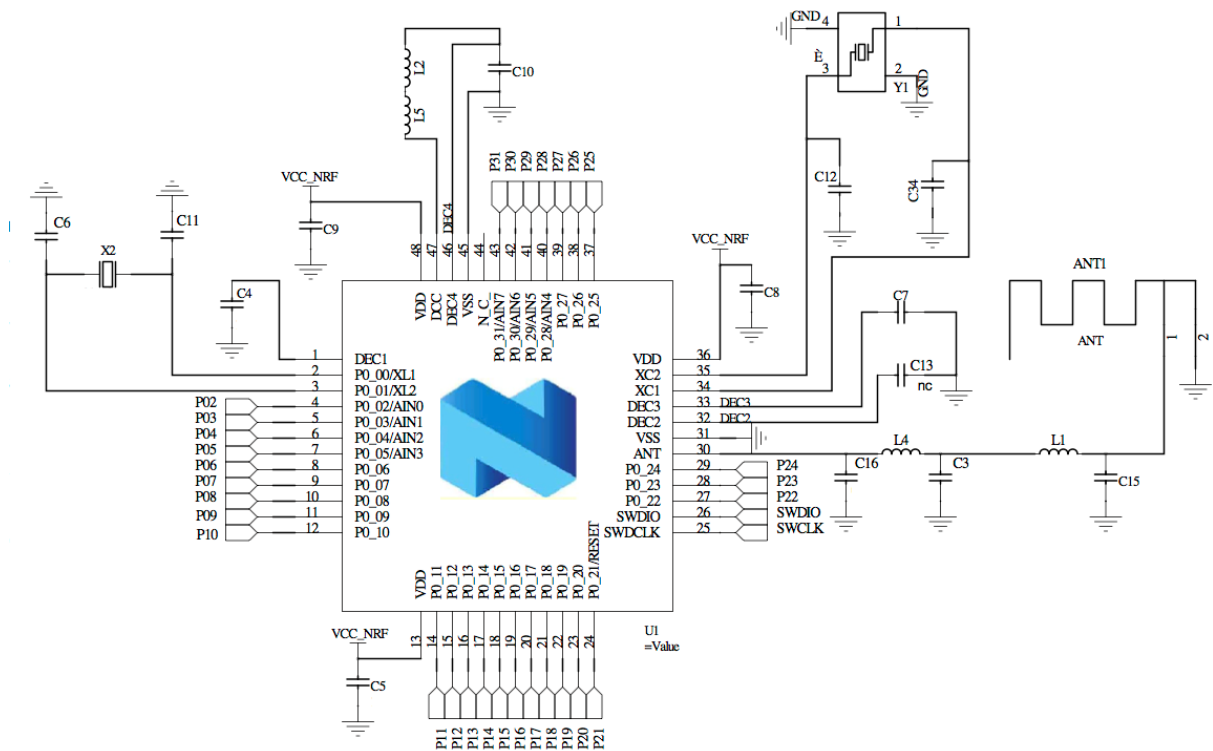 GND 4
1
È
3
2
Y1
GND
L2
L5
C10
C12
C34
P31
P30
P29
P28
P27
P26
P25
VCC_NRF
C9
DEC4
C6
C11
X2
C4
48
47
46
45
44
43
42
41
40
39
38
37
VDD
DCC
DEC4
VSS
N_C_
P0_31/AIN7
P0_30/AIN6
P0_29/AIN5
P0_28/AIN4
P0_27
P0_26
P0_25
VCC_NRF
C8
C7
C13
nc
ANT1
ANT
1
2
1 DEC1
2 P0_00/XL1
3 P0_01/XL2
P02 4 P0_02/AIN0
P03 5 P0_03/AIN1
P04 6 P0_04/AIN2
P05 7 P0_05/AIN3
P06 8 P0_06
P07 9 P0_07
P08 10 P0_08
P09 11 P0_09
P10 12 P0_10
VDD 36
XC2 35
XC1 34
DEC3 33 DEC3
DEC2 32 DEC2
VSS 31
ANT 30
P0_24 29 P24
P0_23 28 P23
P0_22 27 P22
SWDIO 26 SWDIO
SWDCLK 25 SWCLK
L4
L1
C16
C3
C15
VDD
P0_11
P0_12
P0_13
P0_14
P0_15
P0_16
P0_17
P0_18
P0_19
P0_20
P0_21/RESET
13
14
15
16
17
18
19
20
21
22
23
24
VCC_NRF
C5
U1
=Value
P11
P12
P13
P14
P15
P16
P17
P18
P19
P20
P21